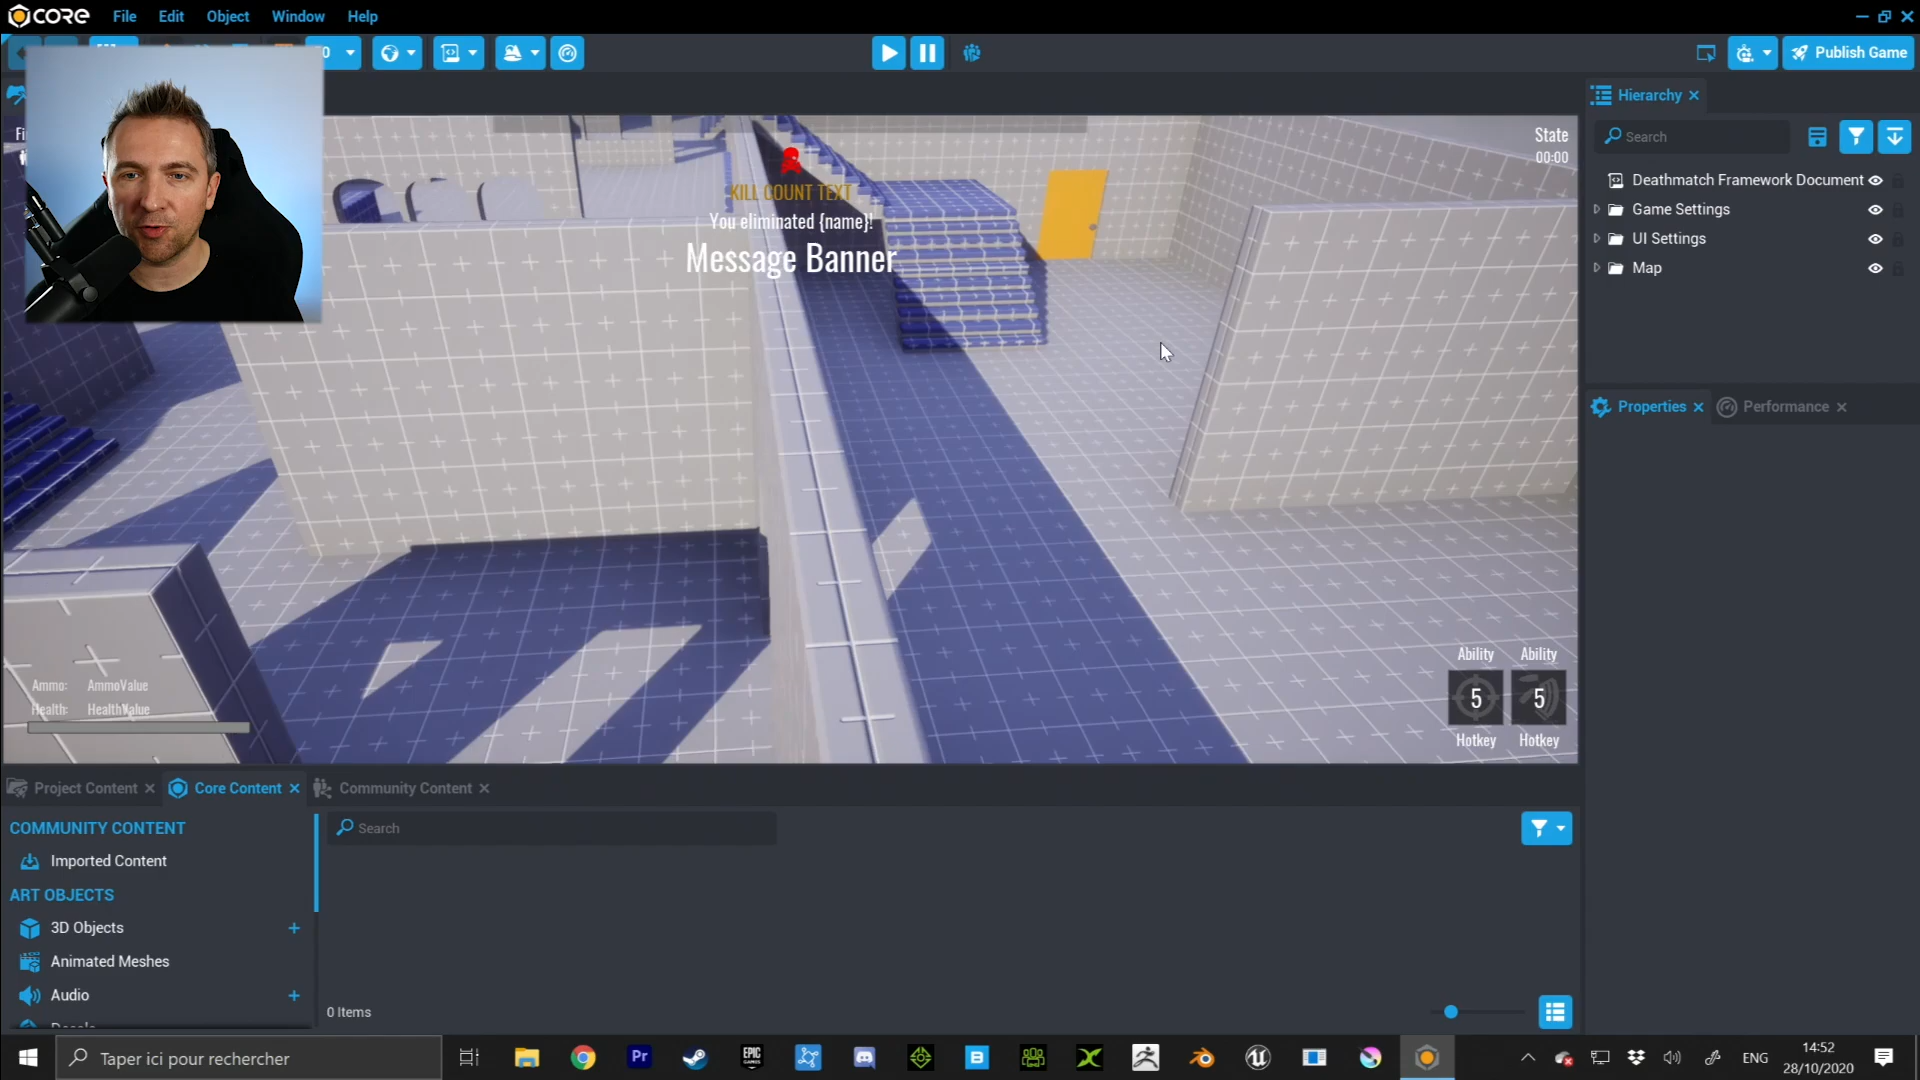 CORE
File
Edit
Object
Window
Help
Publish Game
Hierarchy
Search
Deathmatch Framework Document
Game Settings
UI Settings
Map
Properties
Performance
State
00:00
KILL COUNT TEXT
You eliminated {name}!
Message Banner
Ammo: AmmoValue
Health: HealthValue
Ability Ability
5 5
Hotkey Hotkey
Project Content
Core Content
Community Content
COMMUNITY CONTENT
Imported Content
ART OBJECTS
3D Objects
Animated Meshes
Audio
Search
0 Items
Taper ici pour rechercher
Pr
EPIC
GAMES
B
ENG
14:52
28/10/2020